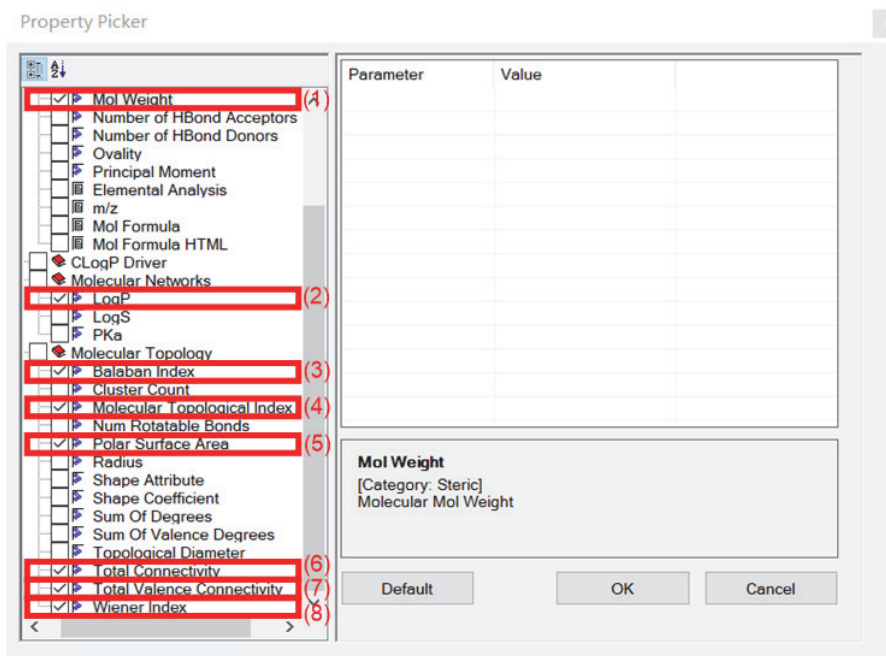 Property Picker
Parameter Value
Mol Weight (1)
Number of HBond Acceptors
Number of HBond Donors
Ovality
Principal Moment
Elemental Analysis
m/z
Mol Formula
Mol Formula HTML
CLogP Driver
Molecular Networks
LogP (2)
LogS
PKa
Molecular Topology
Balaban Index (3)
Cluster Count
Molecular Topological Index (4)
Num Rotatable Bonds
Polar Surface Area (5)
Radius
Shape Attribute
Shape Coefficient
Sum Of Degrees
Sum Of Valence Degrees
Topological Diameter
Total Connectivity (6)
Total Valence Connectivity (7)
Wiener Index (8)
Mol Weight
[Category: Steric]
Molecular Mol Weight
Default OK Cancel